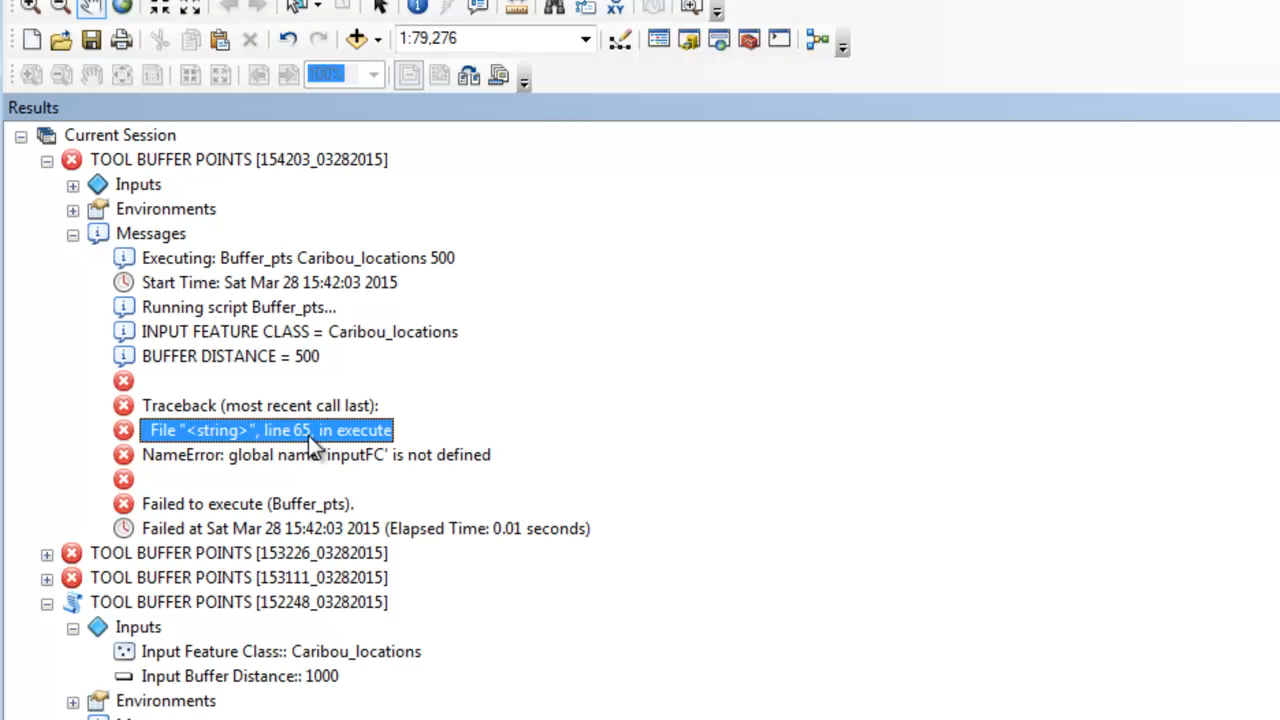 XY
1:79,276
100%
Results
Current Session
TOOL BUFFER POINTS [154203_03282015]
Inputs
Environments
Messages
Executing: Buffer_pts Caribou_locations 500
Start Time: Sat Mar 28 15:42:03 2015
Running script Buffer_pts...
INPUT FEATURE CLASS = Caribou_locations
BUFFER DISTANCE = 500
Traceback (most recent call last):
File "<string>", line 65, in execute
NameError: global name 'inputFC' is not defined
Failed to execute (Buffer_pts).
Failed at Sat Mar 28 15:42:03 2015 (Elapsed Time: 0.01 seconds)
TOOL BUFFER POINTS [153226_03282015]
TOOL BUFFER POINTS [153111_03282015]
TOOL BUFFER POINTS [152248_03282015]
Inputs
Input Feature Class:: Caribou_locations
Input Buffer Distance:: 1000
Environments